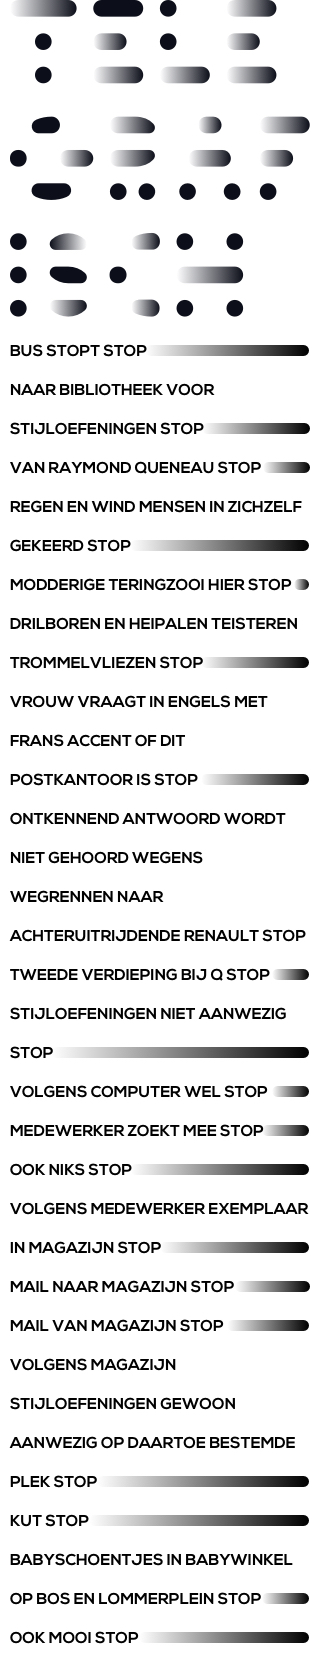 TELE
GRA
M
BUS STOPT STOP
NAAR BIBLIOTHEEK VOOR
STIJLOEFENINGEN STOP
VAN RAYMOND QUENEAU STOP
REGEN EN WIND MENSEN IN ZICHZELF
GEKEERD STOP
MODDERIGE TERINGZOOI HIER STOP
DRILBOREN EN HEIPALEN TEISTEREN
TROMMELVLIEZEN STOP
VROUW VRAAGT IN ENGELS MET
FRANS ACCENT OF DIT
POSTKANTOOR IS STOP
ONTKENNEND ANTWOORD WORDT
NIET GEHOORD WEGENS
WEGRENNEN NAAR
ACHTERUITRIJDENDE RENAULT STOP
TWEEDE VERDIEPING BIJ Q STOP
STIJLOEFENINGEN NIET AANWEZIG
STOP
VOLGENS COMPUTER WEL STOP
MEDEWERKER ZOEKT MEE STOP
OOK NIKS STOP
VOLGENS MEDEWERKER EXEMPLAAR
IN MAGAZIJN STOP
MAIL NAAR MAGAZIJN STOP
MAIL VAN MAGAZIJN STOP
VOLGENS MAGAZIJN
STIJLOEFENINGEN GEWOON
AANWEZIG OP DAARTOE BESTEMDE
PLEK STOP
KUT STOP
BABYSCHOENTJES IN BABYWINKEL
OP BOS EN LOMMERPLEIN STOP
OOK MOOI STOP